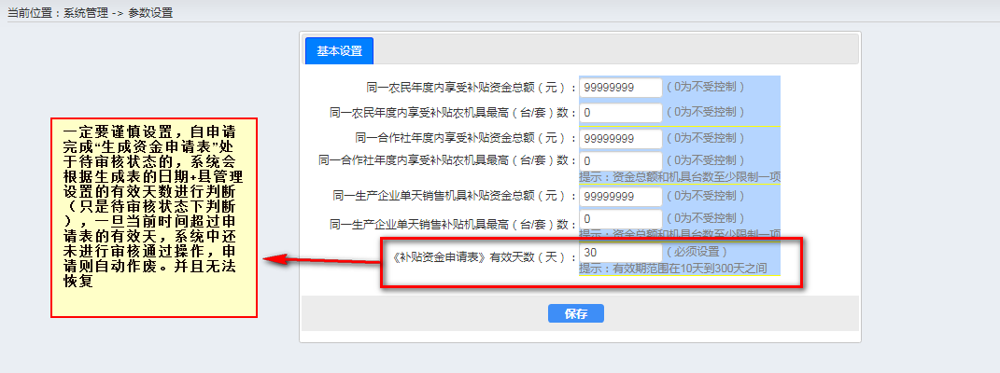 当前位置：系统管理 -> 参数设置
基本设置
同一农民年度内享受补贴资金总额（元）： 99999999 （0为不受控制）
同一农民年度内享受补贴农机具最高（台/套）数： 0 （0为不受控制）
同一合作社年度内享受补贴资金总额（元）： 99999999 （0为不受控制）
同一合作社年度内享受补贴农机具最高（台/套）数： 0 （0为不受控制）
提示：资金总额和机具台数至少限制一项
同一生产企业单天销售机具补贴资金总额（元）： 99999999 （0为不受控制）
同一生产企业单天销售补贴机具最高（台/套）数： 0 （0为不受控制）
提示：资金总额和机具台数至少限制一项
《补贴资金申请表》有效天数（天）： 30 （必须设置）
提示：有效期范围在10天到300天之间
保存
一定要谨慎设置，自申请
完成“生成资金申请表”处
于待审核状态的，系统会
根据生成表的日期+县管理
设置的有效天数进行判断
（只是待审核状态下判断
），一旦当前时间超过申
请表的有效天，系统中还
未进行审核通过操作，申
请则自动作废。并且无法
恢复